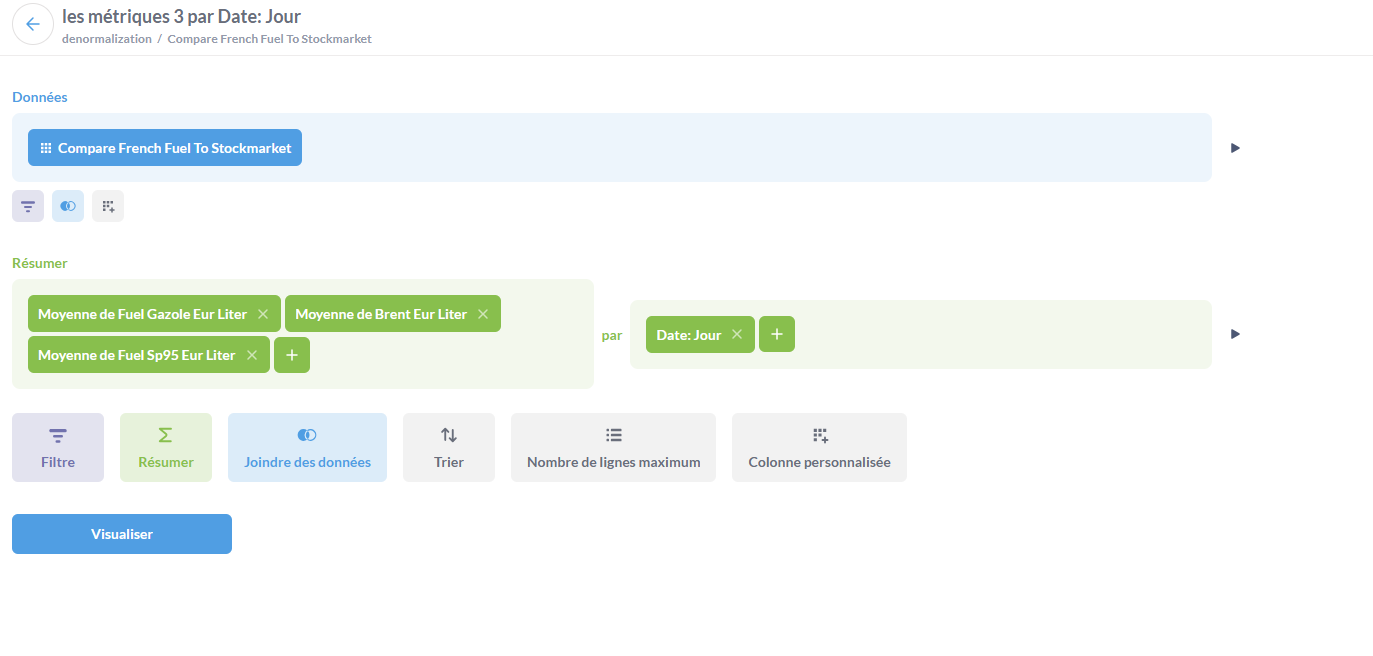 les métriques 3 par Date: Jour
denormalization / Compare French Fuel To Stockmarket
Données
Compare French Fuel To Stockmarket
Résumer
Moyenne de Fuel Gazole Eur Liter
Moyenne de Brent Eur Liter
Moyenne de Fuel Sp95 Eur Liter
par
Date: Jour
Filtre
Résumer
Joindre des données
Trier
Nombre de lignes maximum
Colonne personnalisée
Visualiser